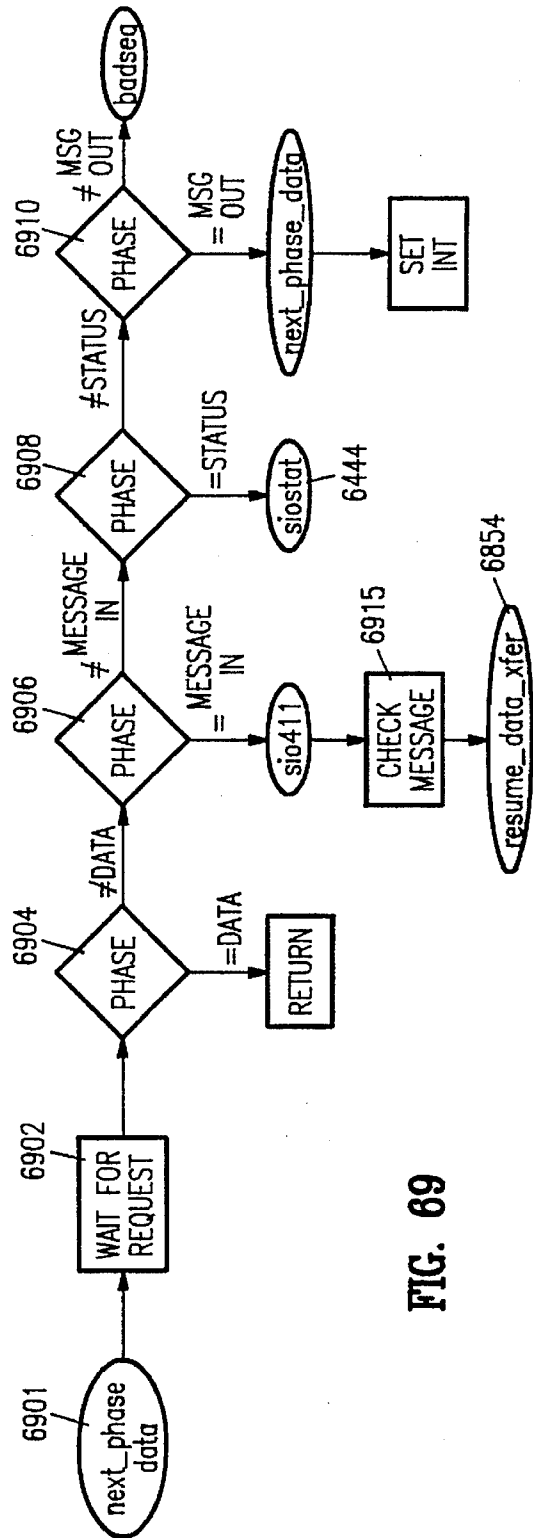 6901
next_phase
data
6902
WAIT FOR
REQUEST
6904
PHASE
=DATA
RETURN
≠DATA
6906
PHASE
= MESSAGE
IN
sio411
6915
CHECK
MESSAGE
6854
resume_data_xfer
≠ MESSAGE
IN
6908
PHASE
=STATUS
siostat
6444
≠STATUS
6910
PHASE
= MSG
OUT
next_phase_data
SET
INT
≠ MSG
OUT
badseq
FIG. 69